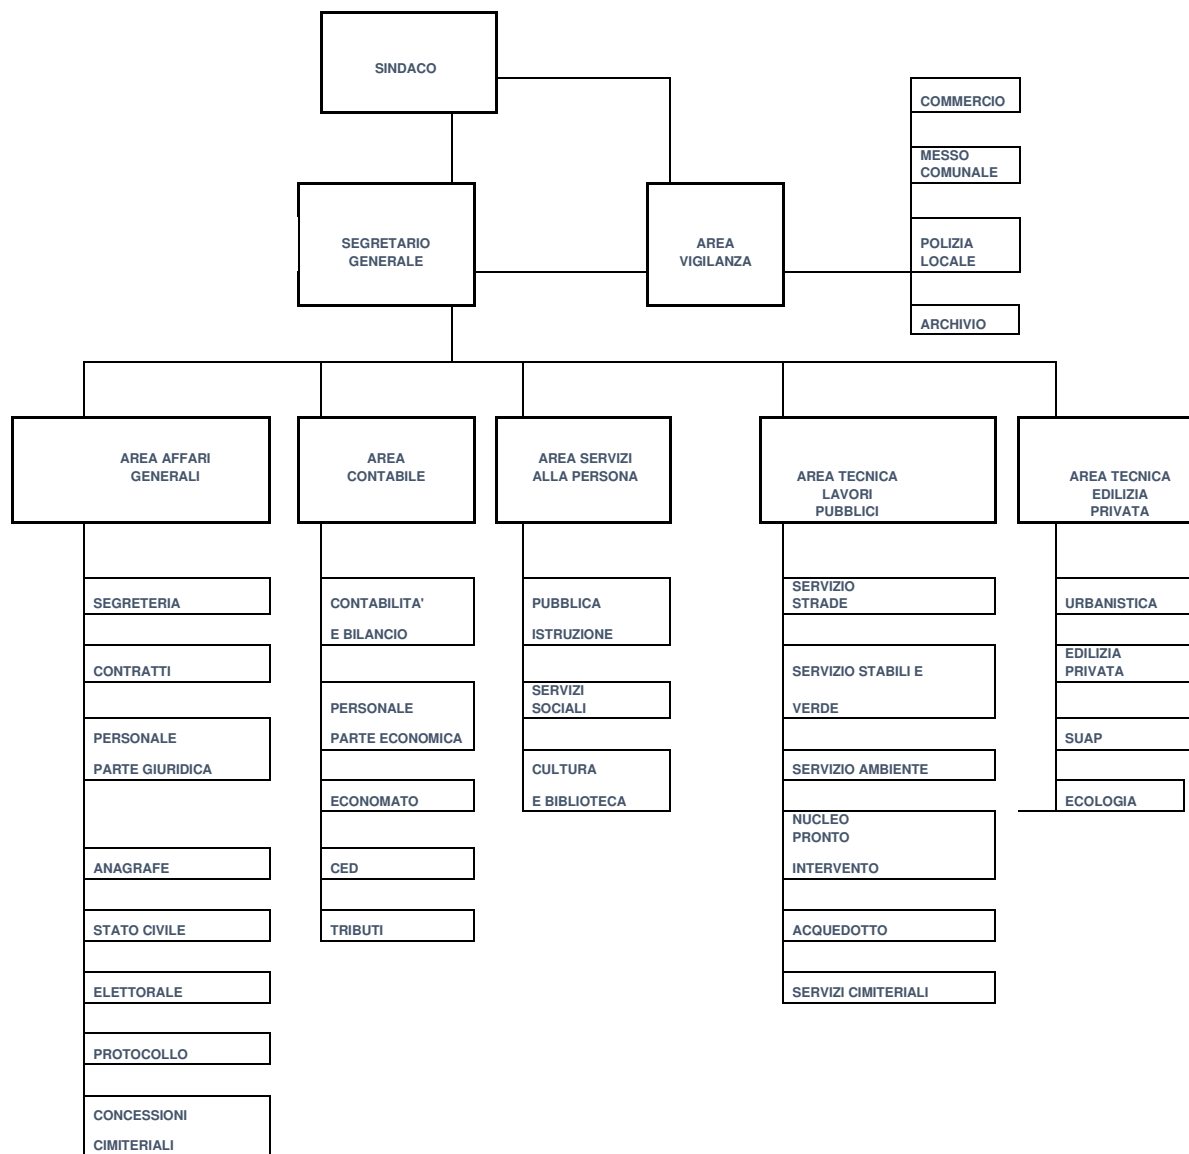 SINDACO
COMMERCIO
MESSO
COMUNALE
SEGRETARIO
GENERALE
AREA
VIGILANZA
POLIZIA
LOCALE
ARCHIVIO
AREA AFFARI
GENERALI
AREA
CONTABILE
AREA SERVIZI
ALLA PERSONA
AREA TECNICA
LAVORI
PUBBLICI
AREA TECNICA
EDILIZIA
PRIVATA
SEGRETERIA
CONTRATTI
PERSONALE
PARTE GIURIDICA
ANAGRAFE
STATO CIVILE
ELETTORALE
PROTOCOLLO
CONCESSIONI
CIMITERIALI
CONTABILITA'
E BILANCIO
PERSONALE
PARTE ECONOMICA
ECONOMATO
CED
TRIBUTI
PUBBLICA
ISTRUZIONE
SERVIZI
SOCIALI
CULTURA
E BIBLIOTECA
SERVIZIO
STRADE
SERVIZIO STABILI E
VERDE
SERVIZIO AMBIENTE
NUCLEO
PRONTO
INTERVENTO
ACQUEDOTTO
SERVIZI CIMITERIALI
URBANISTICA
EDILIZIA
PRIVATA
SUAP
ECOLOGIA